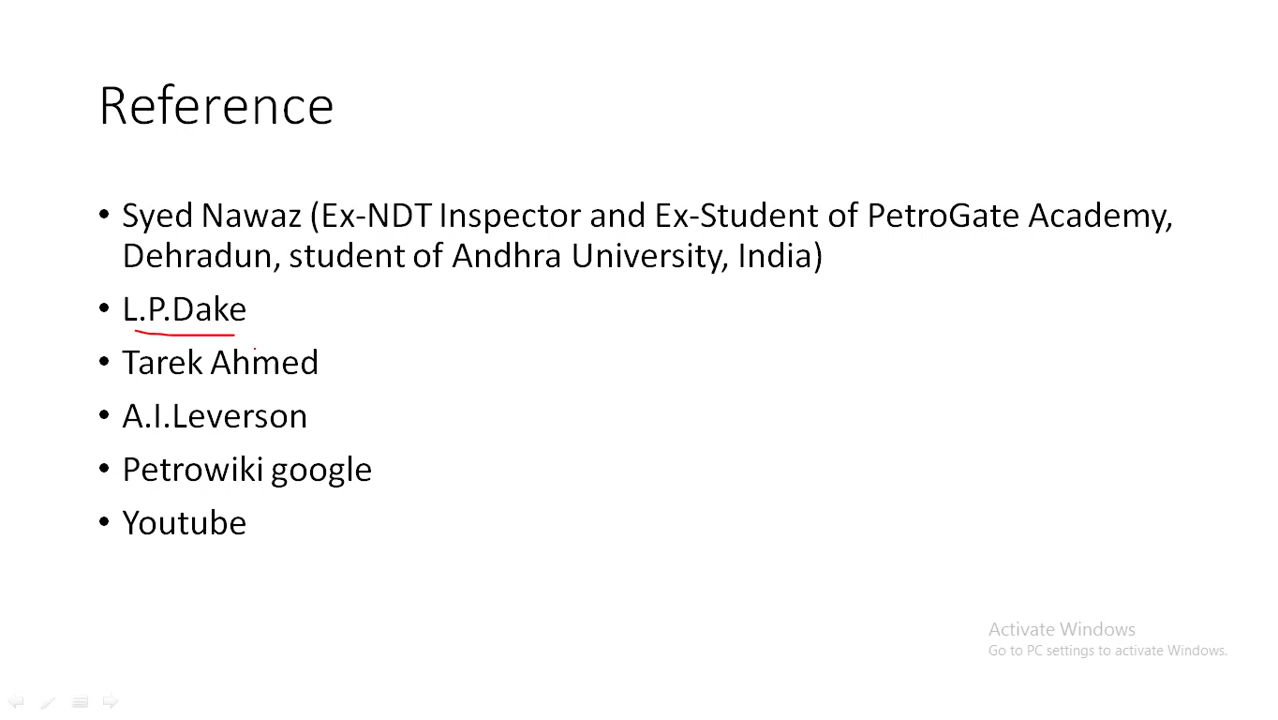 Reference
• Syed Nawaz (Ex-NDT Inspector and Ex-Student of PetroGate Academy,
Dehradun, student of Andhra University, India)
• L.P.Dake
• Tarek Ahmed
• A.I.Leverson
• Petrowiki google
• Youtube
Activate Windows
Go to PC settings to activate Windows.